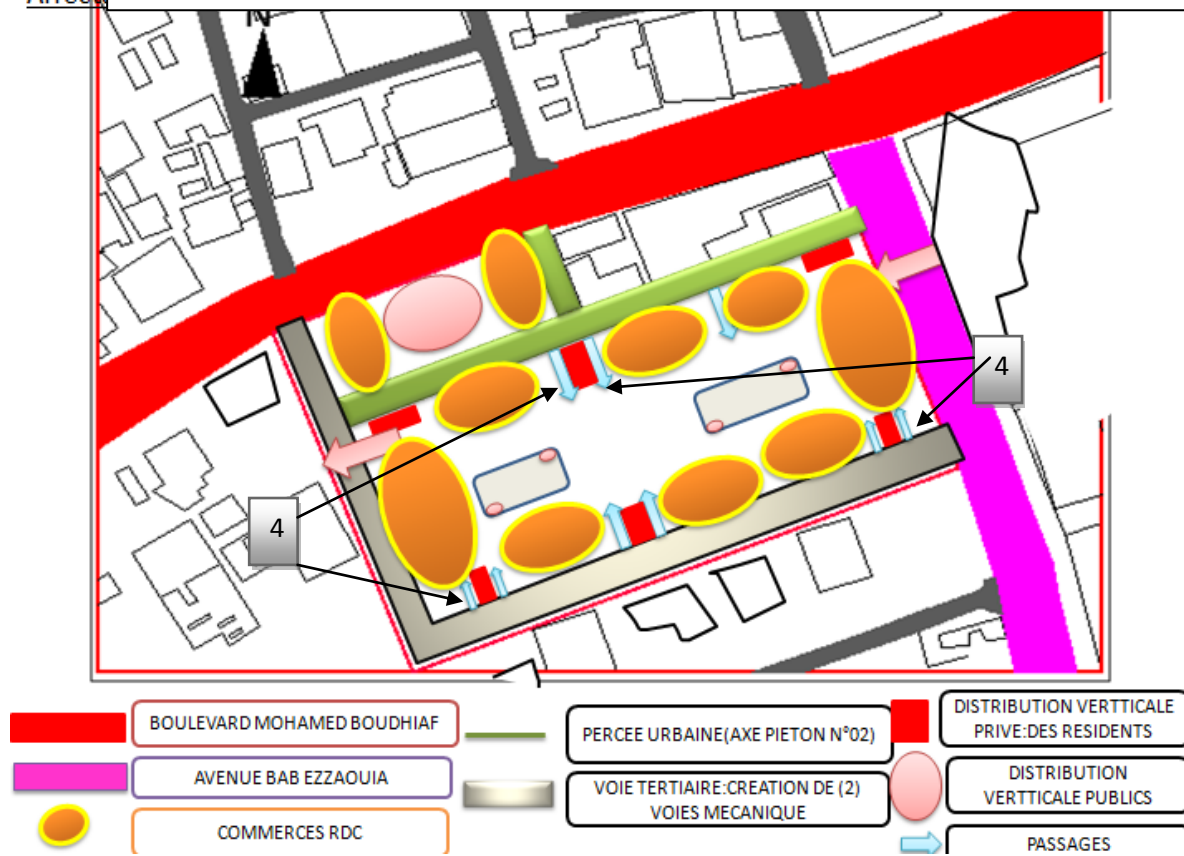 N
4
4
BOULEVARD MOHAMED BOUDHIAF
AVENUE BAB EZZAOUIA
COMMERCES RDC
PERCEE URBAINE(AXE PIETON N°02)
VOIE TERTIAIRE:CREATION DE (2)
VOIES MECANIQUE
DISTRIBUTION VERTTICALE
PRIVE:DES RESIDENTS
DISTRIBUTION
VERTTICALE PUBLICS
PASSAGES